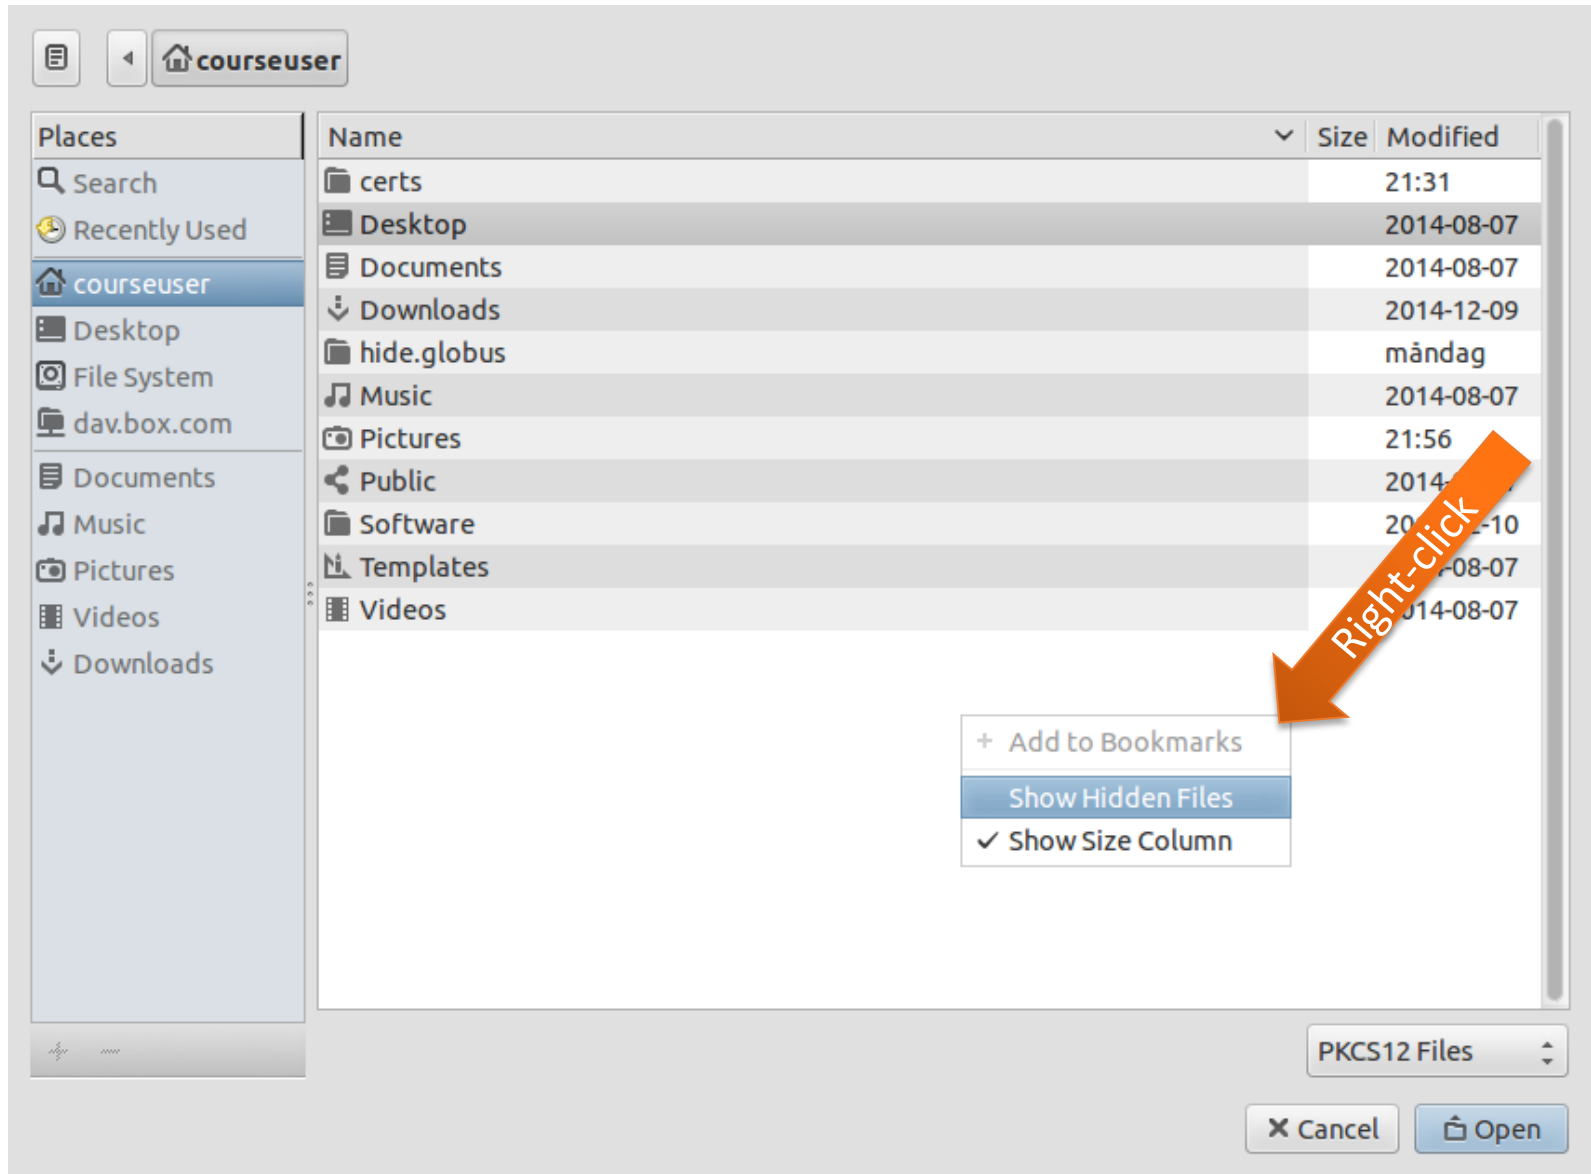 courseuser
Places
Search
Recently Used
courseuser
Desktop
File System
dav.box.com
Documents
Music
Pictures
Videos
Downloads
Name Size Modified
certs 21:31
Desktop 2014-08-07
Documents 2014-08-07
Downloads 2014-12-09
hide.globus måndag
Music 2014-08-07
Pictures 21:56
Public
Software
Templates
Videos
Right-click
Add to Bookmarks
Show Hidden Files
Show Size Column
PKCS12 Files
Cancel Open